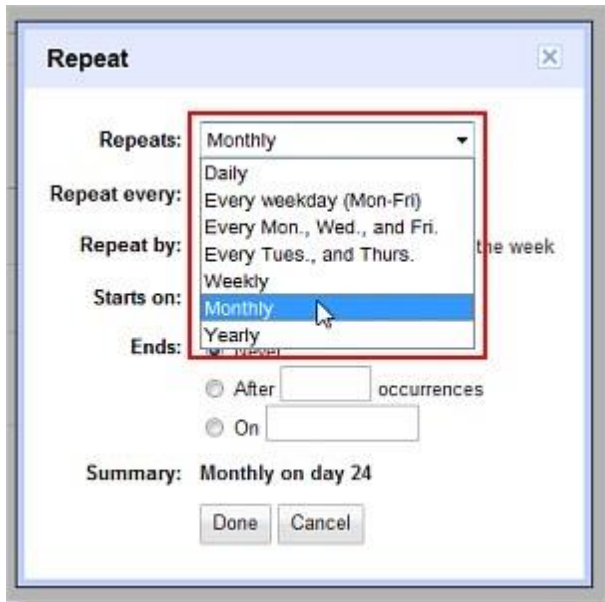 Repeat
Repeats: Monthly
Daily
Repeat every: Every weekday (Mon-Fri)
Every Mon., Wed., and Fri.
Repeat by: Every Tues., and Thurs. the week
Weekly
Starts on: Monthly
Yearly
Ends: Never
After occurrences
On
Summary: Monthly on day 24
Done Cancel